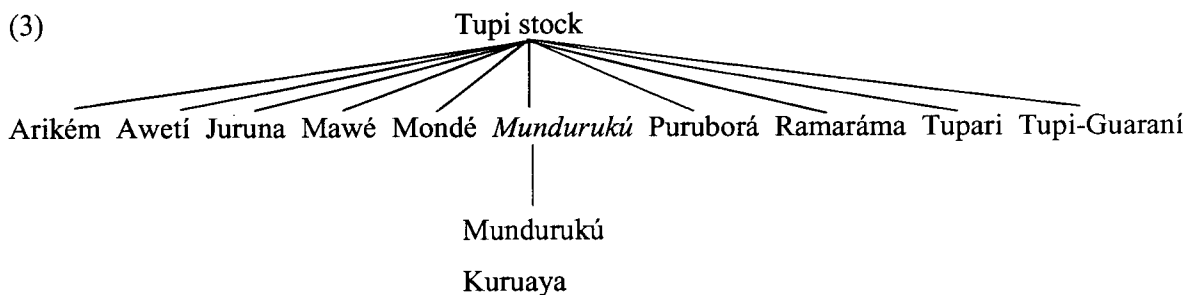 (3)
Tupi stock
Arikém Awetí Juruna Mawé Mondé Mundurukú Puruborá Ramaráma Tupari Tupi-Guaraní
Mundurukú
Kuruaya